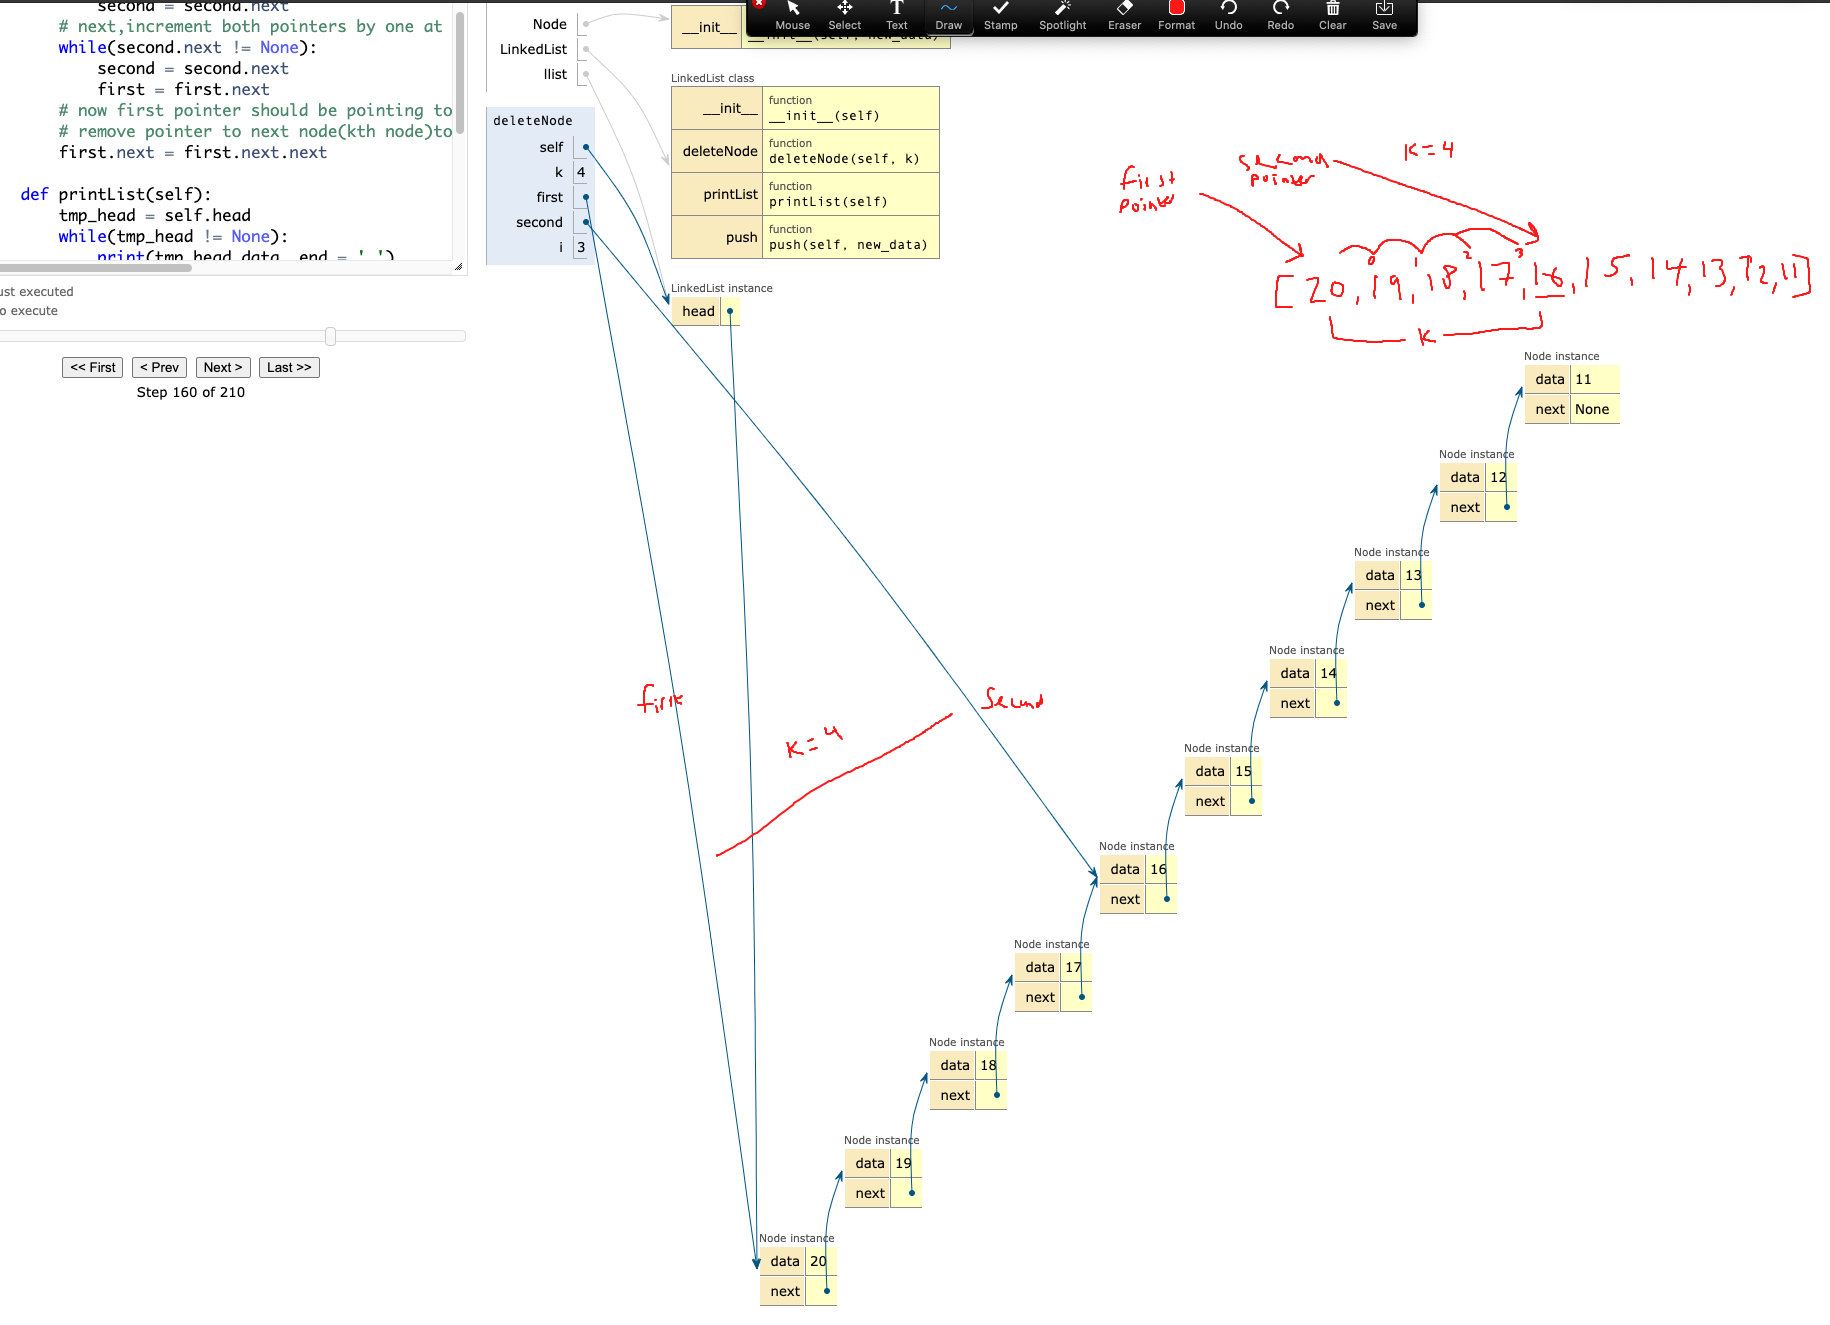 second = second.next
# next,increment both pointers by one at
while(second.next != None):
second = second.next
first = first.next
# now first pointer should be pointing to
# remove pointer to next node(kth node)to
first.next = first.next.next
def printList(self):
tmp_head = self.head
while(tmp_head != None):
print(tmp_head.data, end = ' ')
ust executed
o execute
<< First
< Prev
Next >
Last >>
Step 160 of 210
Node
LinkedList
llist
deleteNode
self
k 4
first
second
i 3
__init__
__init__(self, new_data)
Mouse
Select
Text
Draw
Stamp
Spotlight
Eraser
Format
Undo
Redo
Clear
Save
LinkedList class
__init__ function
__init__(self)
deleteNode function
deleteNode(self, k)
printList function
printList(self)
push function
push(self, new_data)
LinkedList instance
head
first
pointer
second
pointer
K=4
0 1 2 3
[20,19,18,17,16,15,14,13,12,11]
K
first
K=4
Second
Node instance
data 11
next None
Node instance
data 12
next
Node instance
data 13
next
Node instance
data 14
next
Node instance
data 15
next
Node instance
data 16
next
Node instance
data 17
next
Node instance
data 18
next
Node instance
data 19
next
Node instance
data 20
next